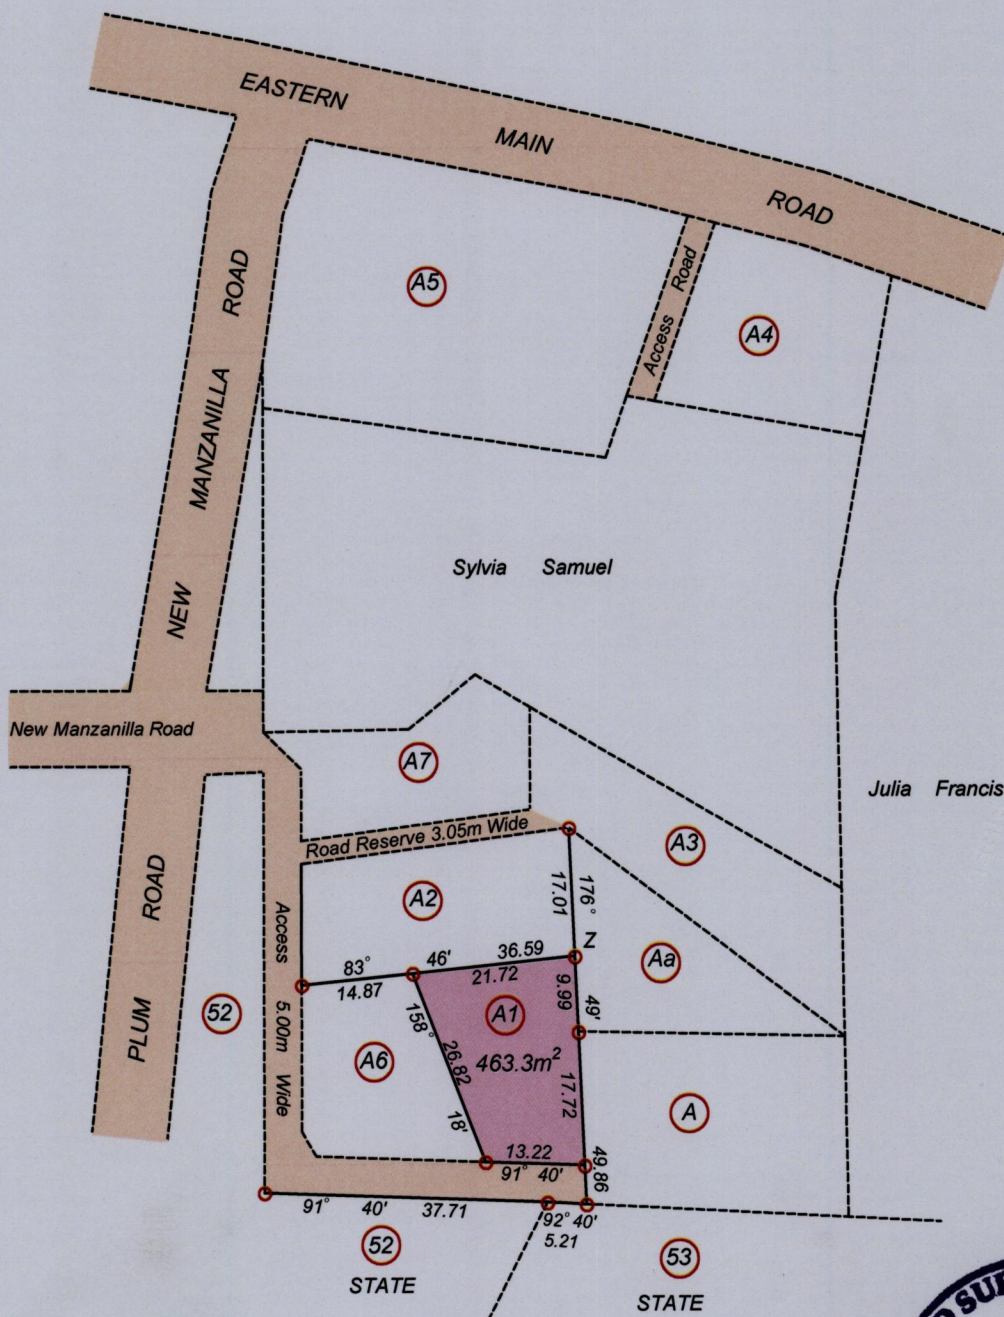 EASTERN MAIN ROAD
A5
Access Road
A4
NEW MANZANILLA ROAD
Sylvia Samuel
New Manzanilla Road
A7
Julia Francis
Road Reserve 3.05m Wide
A3
PLUM ROAD
A2
17.01
176°
Z
Aa
83° 46' 36.59
14.87
21.72
9.99
49'
52
Access 5.00m Wide
A6
158° 18'
26.82
A1
463.3m²
17.72
A
13.22
91° 40'
49.86
91° 40' 37.71
92° 40'
5.21
52
STATE
53
STATE